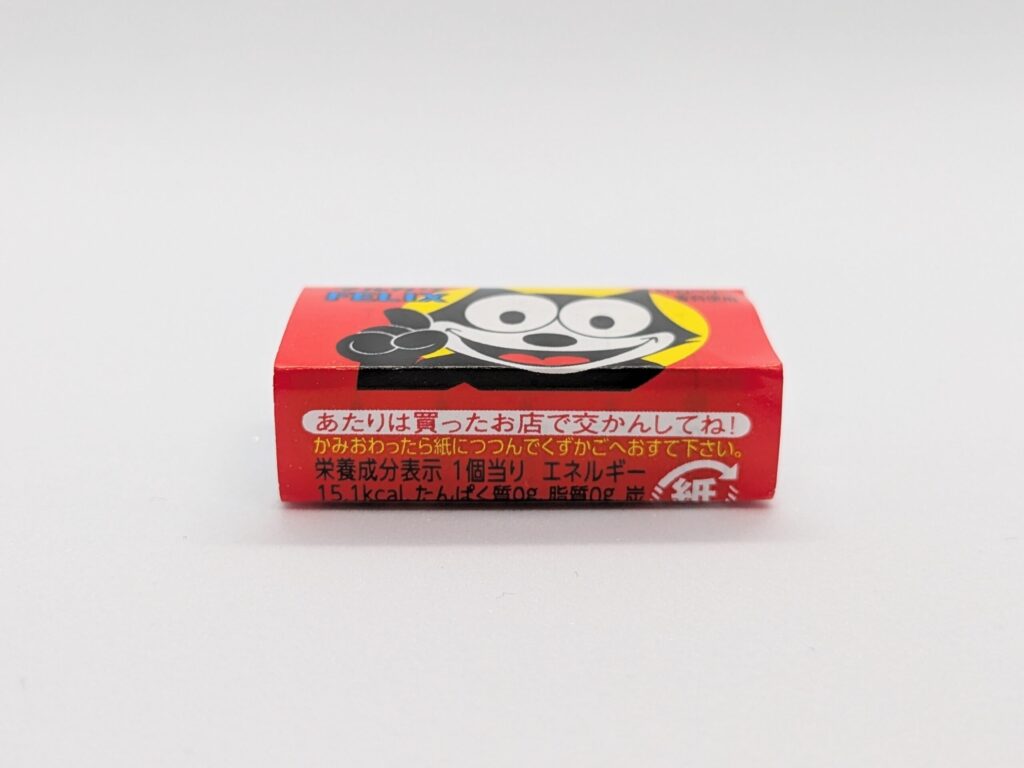 FELIX
あたりは買ったお店で交かんしてね!
かみおわったら紙につつんでくずかごへおすて下さい。
栄養成分表示 1個当り エネルギー
15.1kcal たんぱく質0g 脂質0g 炭
紙